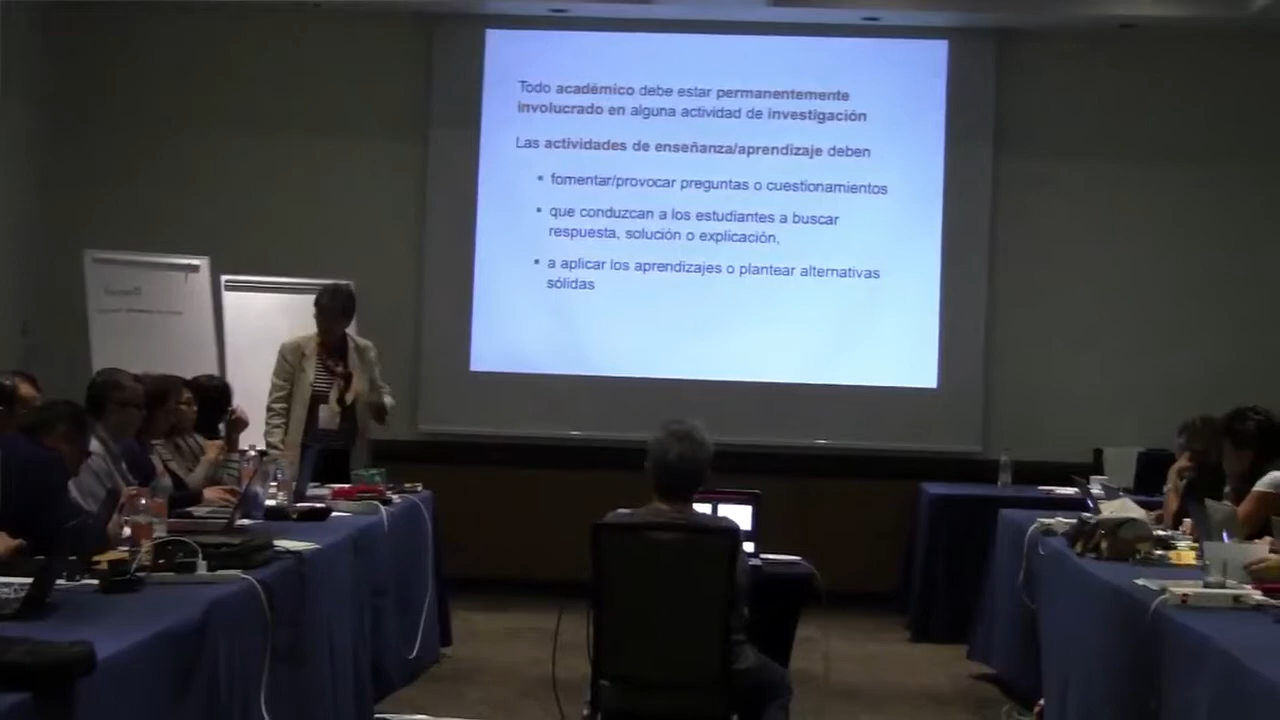 Todo académico debe estar permanentemente
involucrado en alguna actividad de investigación
Las actividades de enseñanza/aprendizaje deben
▪ fomentar/provocar preguntas o cuestionamientos
▪ que conduzcan a los estudiantes a buscar
respuesta, solución o explicación,
▪ a aplicar los aprendizajes o plantear alternativas
sólidas